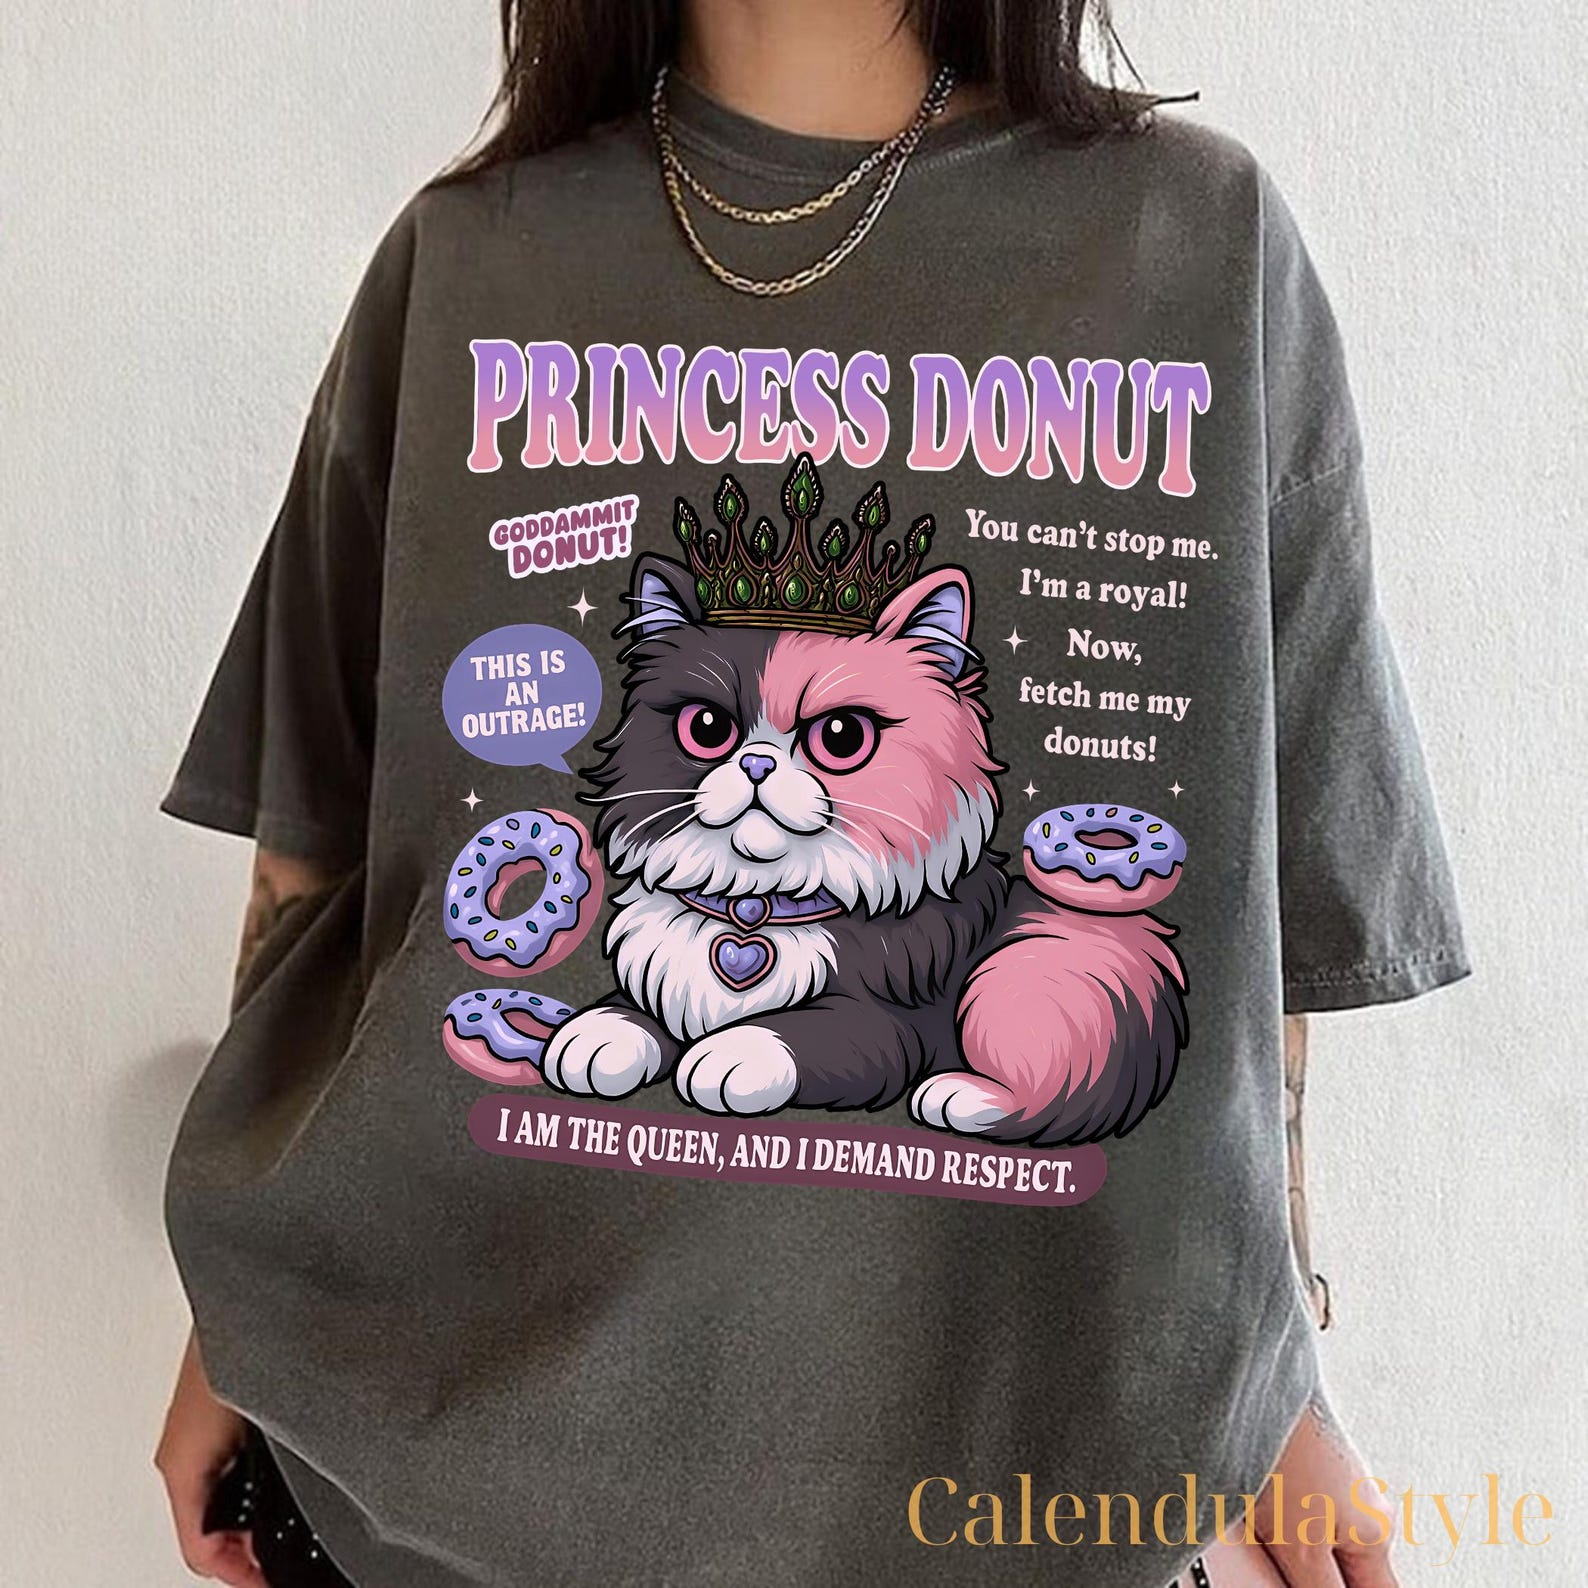 PRINCESS DONUT
GODDAMMIT
DONUT!
THIS IS
AN
OUTRAGE!
You can't stop me.
I'm a royal!
Now,
fetch me my
donuts!
I AM THE QUEEN, AND I DEMAND RESPECT.
CalendulaStyle